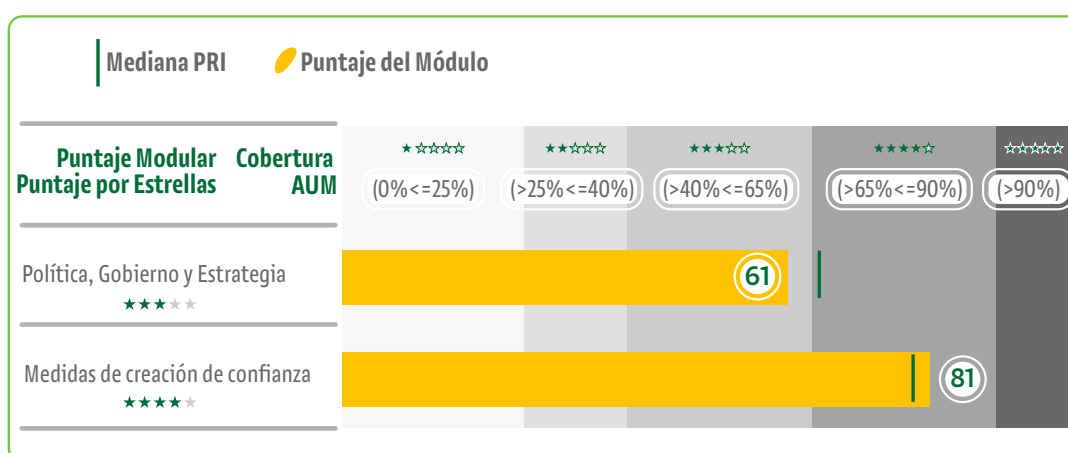 Mediana PRI Puntaje del Módulo
Puntaje Modular Cobertura
Puntaje por Estrellas AUM
(0%<=25%) (>25%<=40%) (>40%<=65%) (>65%<=90%) (>90%)
Política, Gobierno y Estrategia
61
Medidas de creación de confianza
81